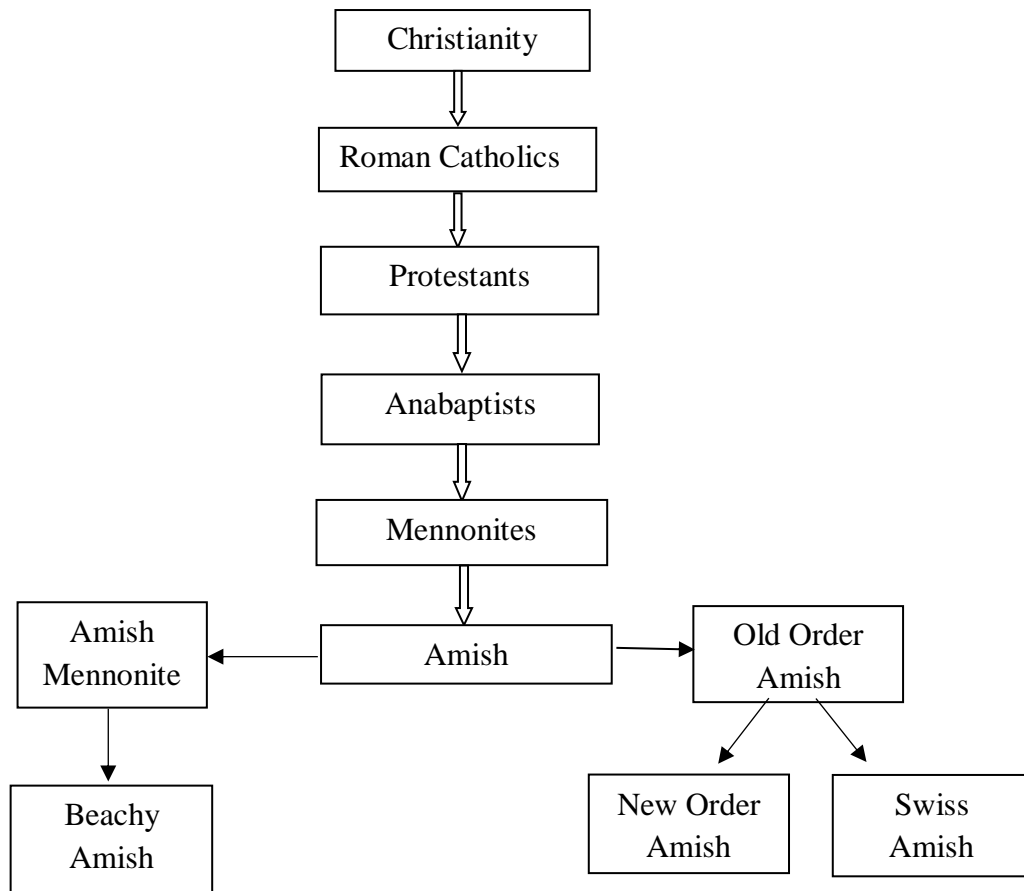 Christianity
Roman Catholics
Protestants
Anabaptists
Mennonites
Amish
Mennonite
Amish
Old Order
Amish
Beachy
Amish
New Order
Amish
Swiss
Amish